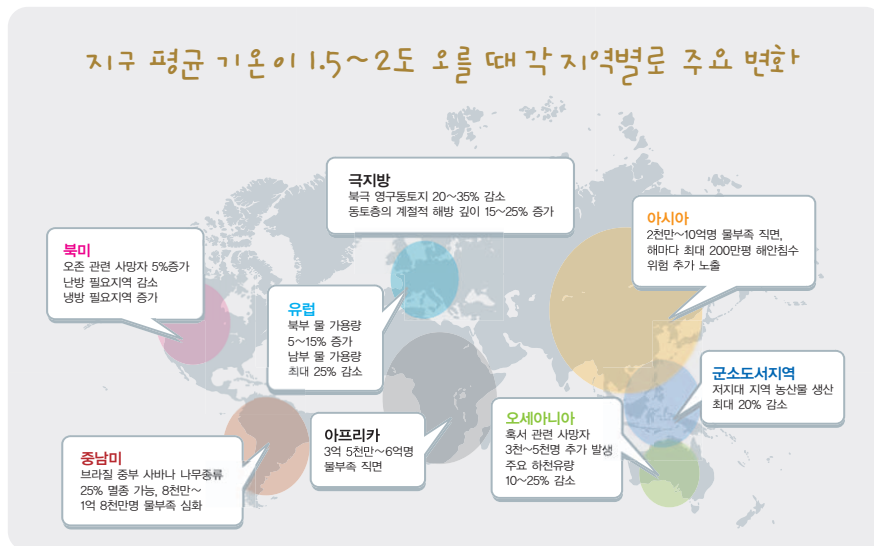 지구 평균 기온이 1.5~2도 오를 때 각 지역별로 주요 변화
극지방
북극 영구동토지 20~35% 감소
동토층의 계절적 해방 깊이 15~25% 증가
아시아
2천만~10억명 물부족 직면,
해마다 최대 200만평 해안침수
위험 추가 노출
북미
오존 관련 사망자 5%증가
난방 필요지역 감소
냉방 필요지역 증가
유럽
북부 물 가용량
5~15% 증가
남부 물 가용량
최대 25% 감소
군소도서지역
저지대 지역 농산물 생산
최대 20% 감소
오세아니아
혹서 관련 사망자
3천~5천명 추가 발생
주요 하천유량
10~25% 감소
아프리카
3억 5천만~6억명
물부족 직면
중남미
브라질 중부 사바나 나무종류
25% 멸종 가능, 8천만~
1억 8천만명 물부족 심화